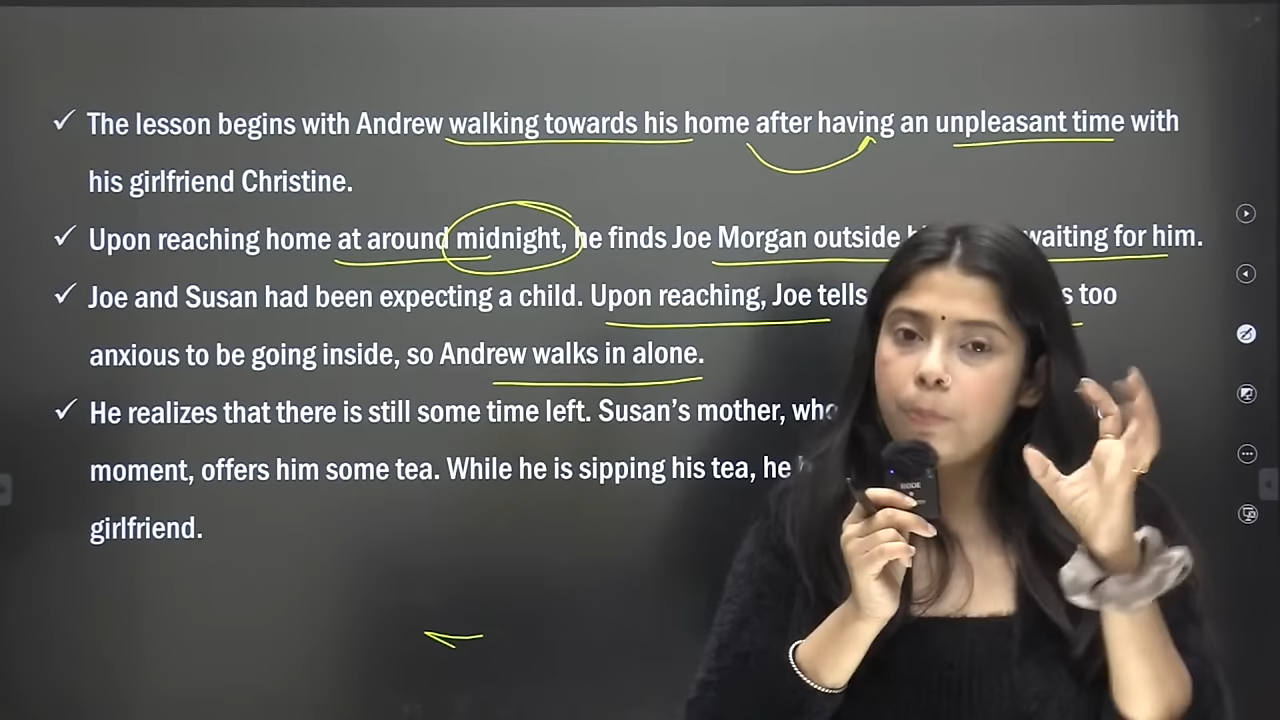 ✓ The lesson begins with Andrew walking towards his home after having an unpleasant time with
his girlfriend Christine.
✓ Upon reaching home at around midnight, he finds Joe Morgan outside waiting for him.
✓ Joe and Susan had been expecting a child. Upon reaching, Joe tells too
anxious to be going inside, so Andrew walks in alone.
✓ He realizes that there is still some time left. Susan's mother,
moment, offers him some tea. While he is sipping his tea, he
girlfriend.
RODE